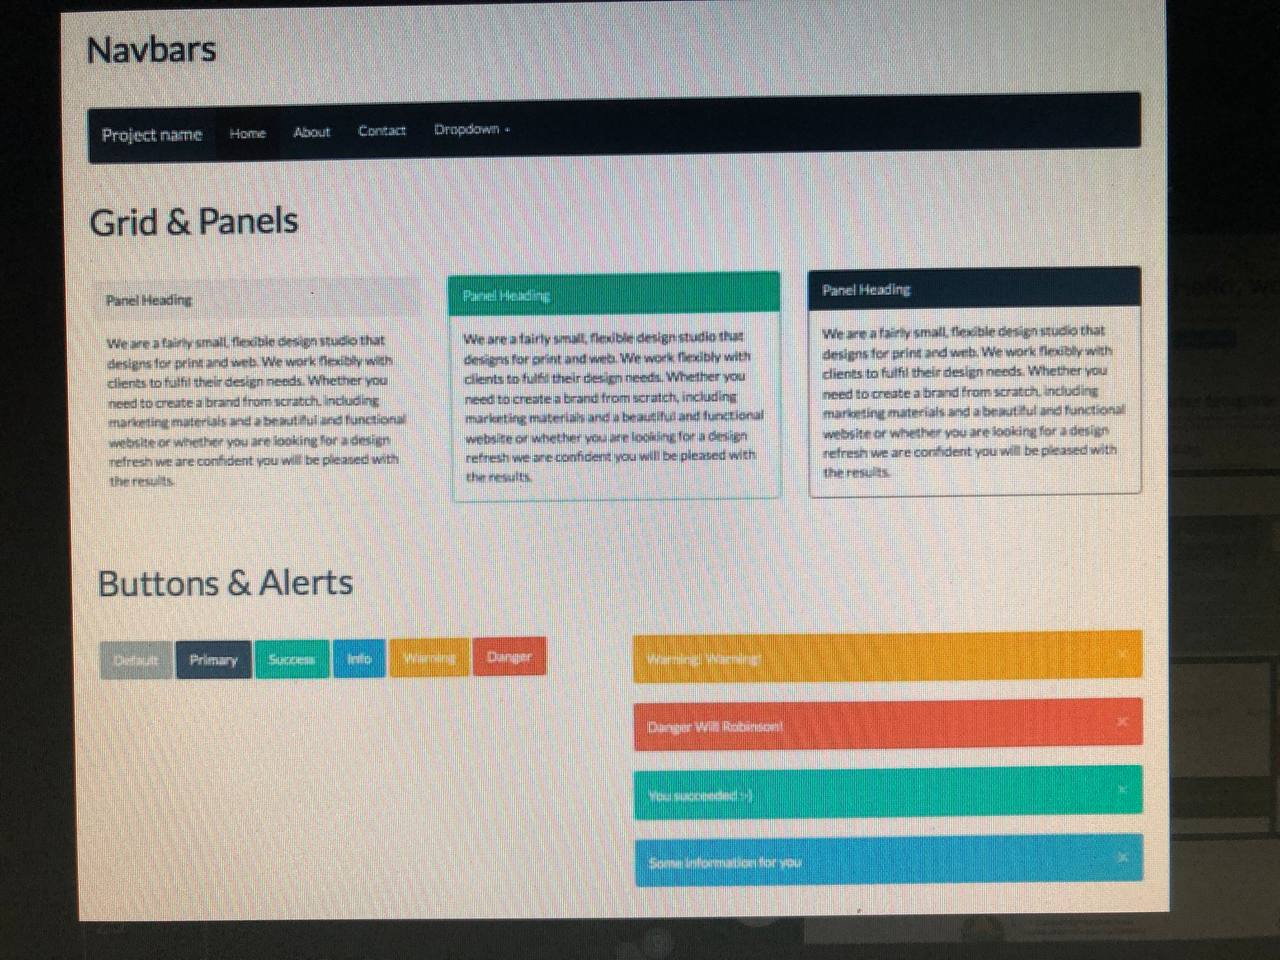 Navbars
Project name Home About Contact Dropdown
Grid & Panels
Panel Heading
We are a fairly small, flexible design studio that
designs for print and web. We work flexibly with
clients to fulfil their design needs. Whether you
need to create a brand from scratch, including
marketing materials and a beautiful and functional
website or whether you are looking for a design
refresh we are confident you will be pleased with
the results.
Panel Heading
We are a fairly small, flexible design studio that
designs for print and web. We work flexibly with
clients to fulfil their design needs. Whether you
need to create a brand from scratch, including
marketing materials and a beautiful and functional
website or whether you are looking for a design
refresh we are confident you will be pleased with
the results.
Panel Heading
We are a fairly small, flexible design studio that
designs for print and web. We work flexibly with
clients to fulfil their design needs. Whether you
need to create a brand from scratch, including
marketing materials and a beautiful and functional
website or whether you are looking for a design
refresh we are confident you will be pleased with
the results.
Buttons & Alerts
Default Primary Success Info Warning Danger
Warning! Warning! ×
Danger Will Robinson! ×
You succeeded :-) ×
Some information for you ×